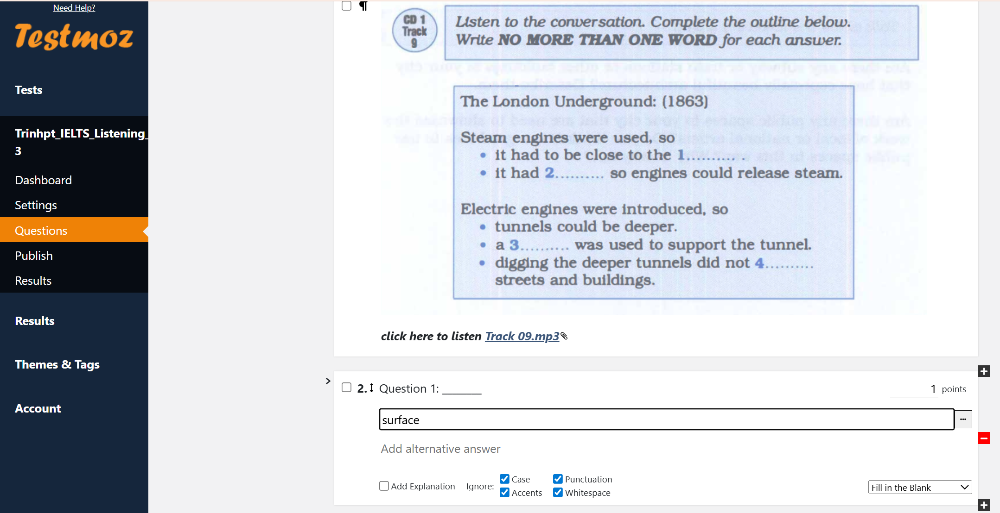 Need Help?
Testmoz
Tests
Trinhpt_IELTS_Listening_
3
Dashboard
Settings
Questions
Publish
Results
Results
Themes & Tags
Account
¶
CD 1
Track
9
Listen to the conversation. Complete the outline below.
Write NO MORE THAN ONE WORD for each answer.
The London Underground: (1863)
Steam engines were used, so
• it had to be close to the 1............
• it had 2.......... so engines could release steam.
Electric engines were introduced, so
• tunnels could be deeper.
• a 3.......... was used to support the tunnel.
• digging the deeper tunnels did not 4..........
streets and buildings.
click here to listen Track 09.mp3
2. Question 1: ________
1 points
surface
...
Add alternative answer
Add Explanation Ignore: Case Punctuation
Accents Whitespace
Fill in the Blank